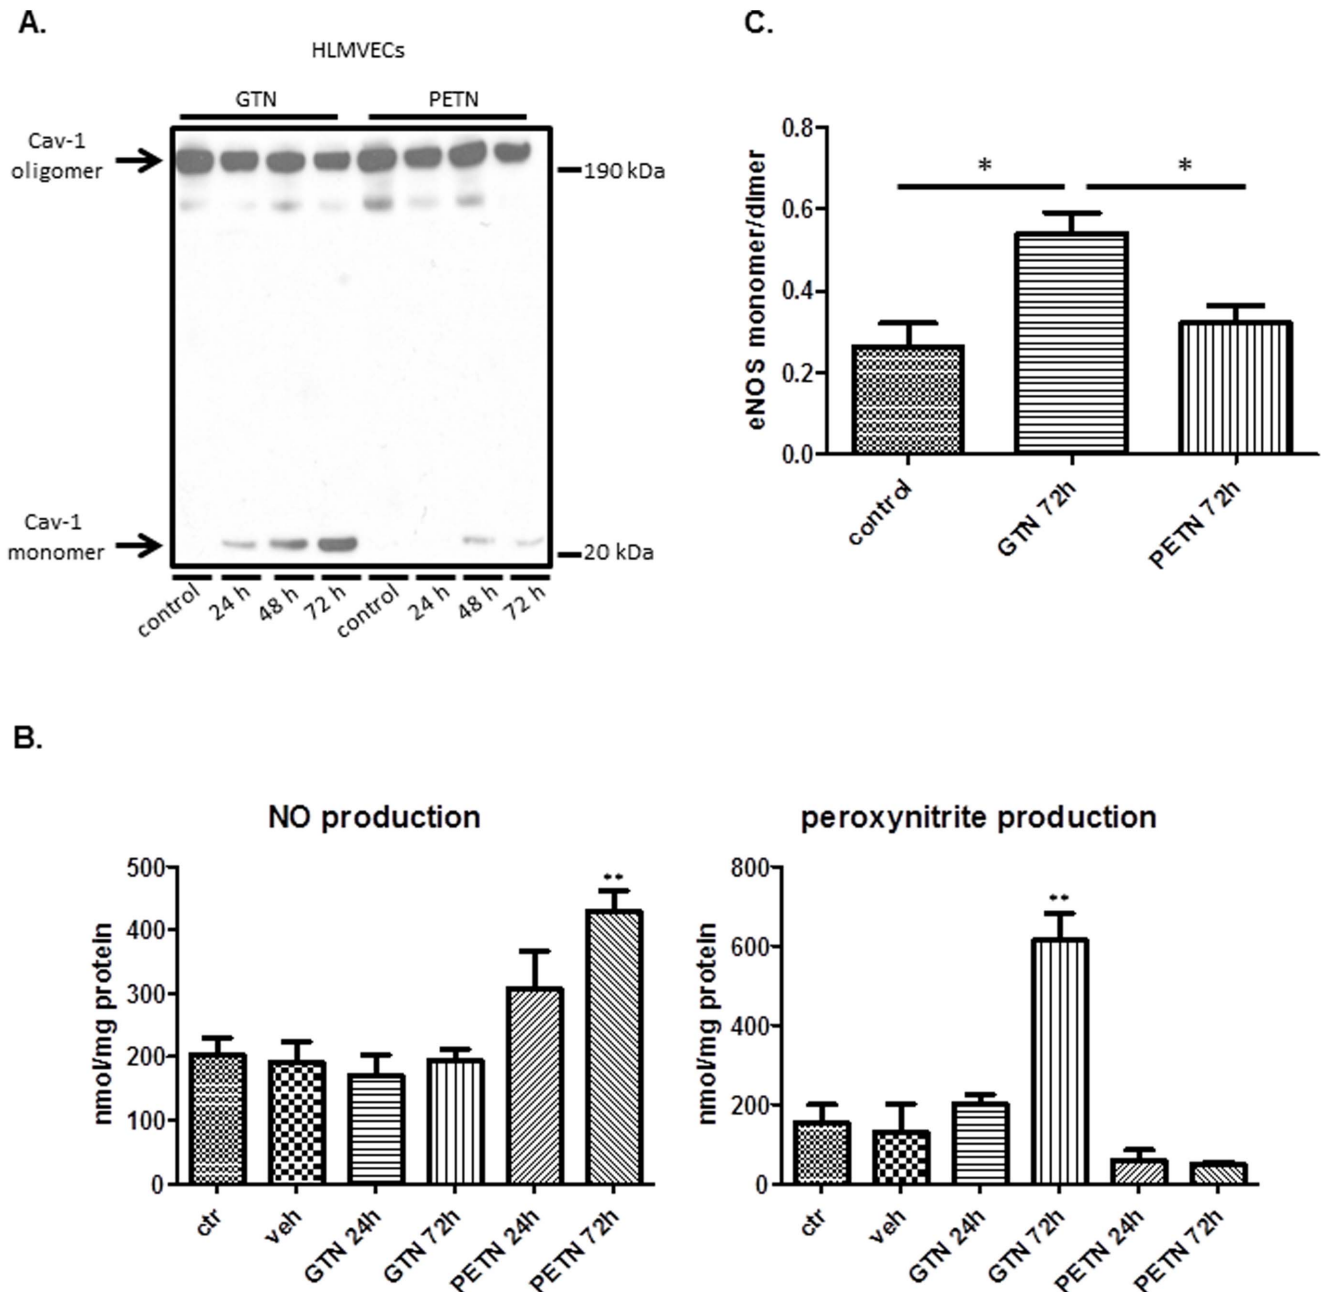 A.
HLMVECs
GTN PETN
Cav-1
oligomer
190 kDa
Cav-1
monomer
20 kDa
control 24 h 48 h 72 h control 24 h 48 h 72 h
C.
eNOS monomer/dimer
0.8
0.6
0.4
0.2
0.0
* *
control GTN 72h PETN 72h
B.
NO production
nmol/mg protein
500
400
300
200
100
0
**
ctr veh GTN 24h GTN 72h PETN 24h PETN 72h
peroxynitrite production
nmol/mg protein
800
600
400
200
0
**
ctr veh GTN 24h GTN 72h PETN 24h PETN 72h